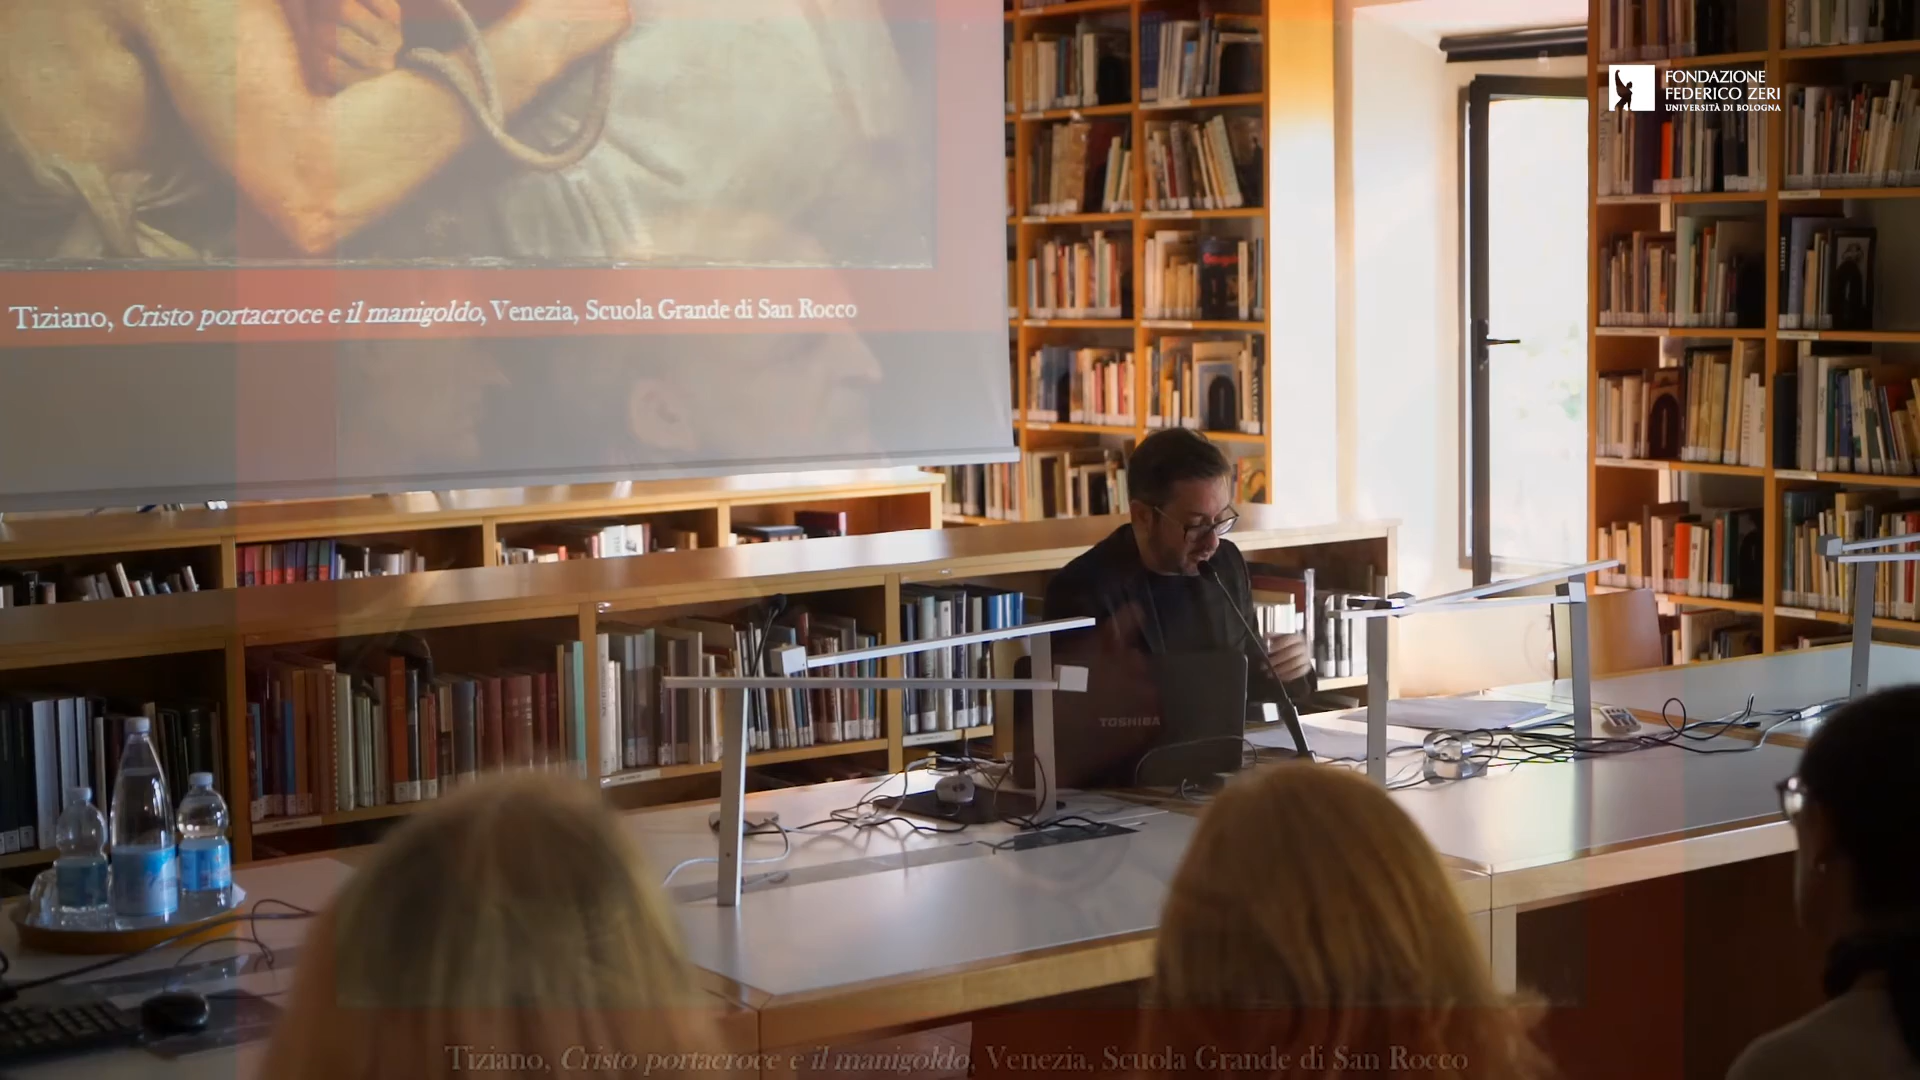 FONDAZIONE
FEDERICO ZERI
UNIVERSITÀ DI BOLOGNA
Tiziano, Cristo portacroce e il manigoldo, Venezia, Scuola Grande di San Rocco
TOSHIBA
Tiziano, Cristo portacroce e il manigoldo, Venezia, Scuola Grande di San Rocco